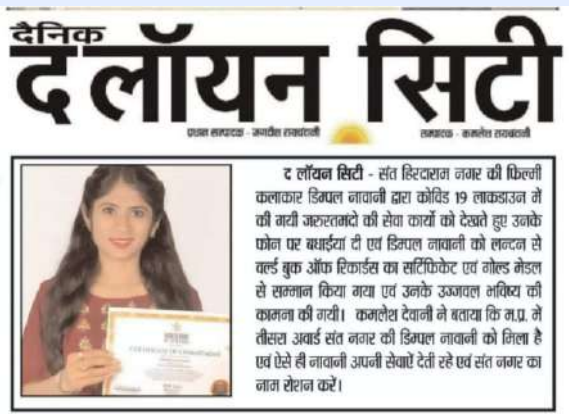 दैनिक
द लॉयन सिटी
प्रधान सम्पादक - जगदीश रायचंदानी
सम्पादक - कमलेश रायचंदानी
द लॉयन सिटी - संत हिरदाराम नगर की फिल्मी
कलाकार डिम्पल नावानी द्वारा कोविड 19 लाकडाउन में
की गयी जरुरतमंदो की सेवा कार्यो को देखते हुए उनके
फोन पर बधाईयां दी एवं डिम्पल नावानी को लन्दन से
वर्ल्ड बुक ऑफ रिकार्डस का सर्टिफिकेट एवं गोल्ड मेडल
से सम्मान किया गया एवं उनके उज्जवल भविष्य की
कामना की गयी। कमलेश देवानी ने बताया कि म.प्र. में
तीसरा अवार्ड संत नगर की डिम्पल नावानी को मिला है
एवं ऐसे ही नावानी अपनी सेवाऐं देती रहे एवं संत नगर का
नाम रोशन करें।
CERTIFICATE OF COMMITMENT